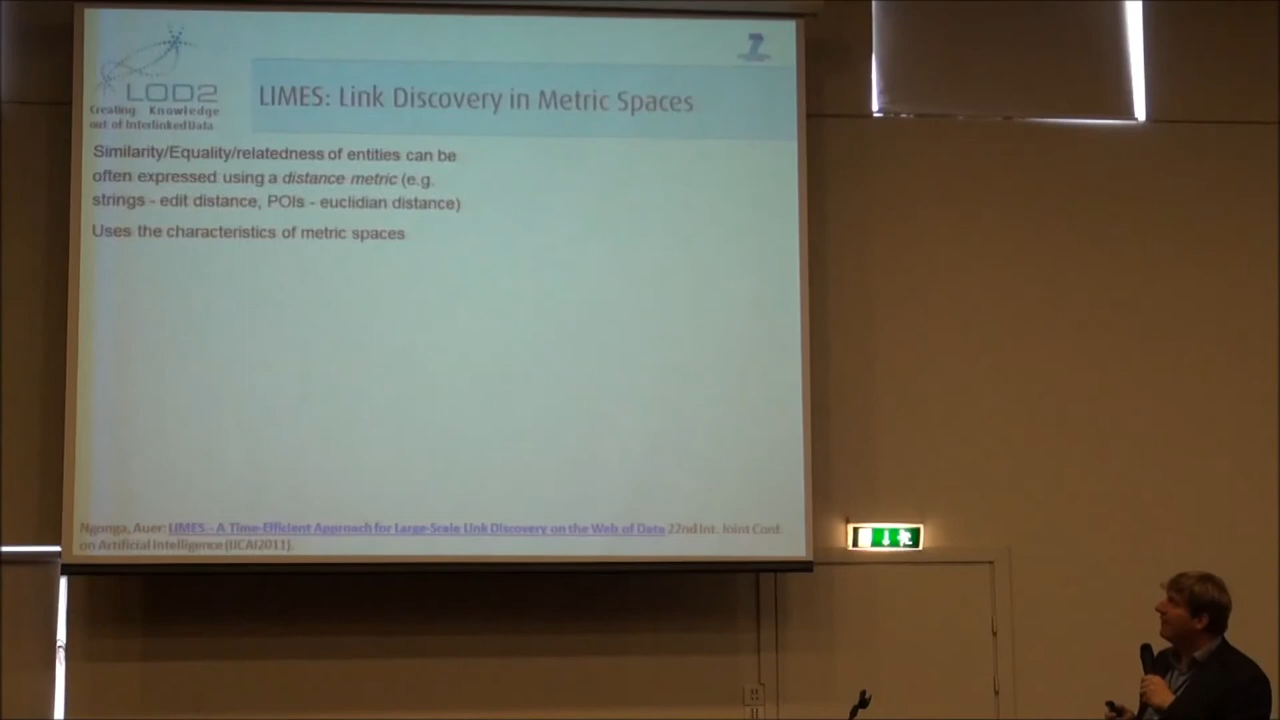 LOD2
Creating Knowledge
out of Interlinked Data
LIMES: Link Discovery in Metric Spaces
Similarity/Equality/relatedness of entities can be
often expressed using a distance metric (e.g.
strings - edit distance, POIs - euclidian distance)
Uses the characteristics of metric spaces
Ngonga, Auer: LIMES - A Time-Efficient Approach for Large-Scale Link Discovery on the Web of Data 22nd Int. Joint Conf.
on Artificial Intelligence (IJCAI2011).